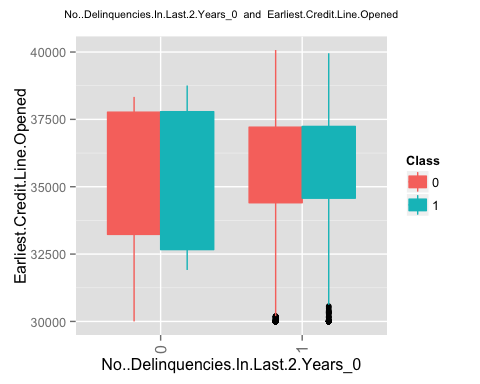 No..Delinquencies.In.Last.2.Years_0 and Earliest.Credit.Line.Opened
40000
37500
35000
32500
30000
Earliest.Credit.Line.Opened
0
1
No..Delinquencies.In.Last.2.Years_0
Class
0
1